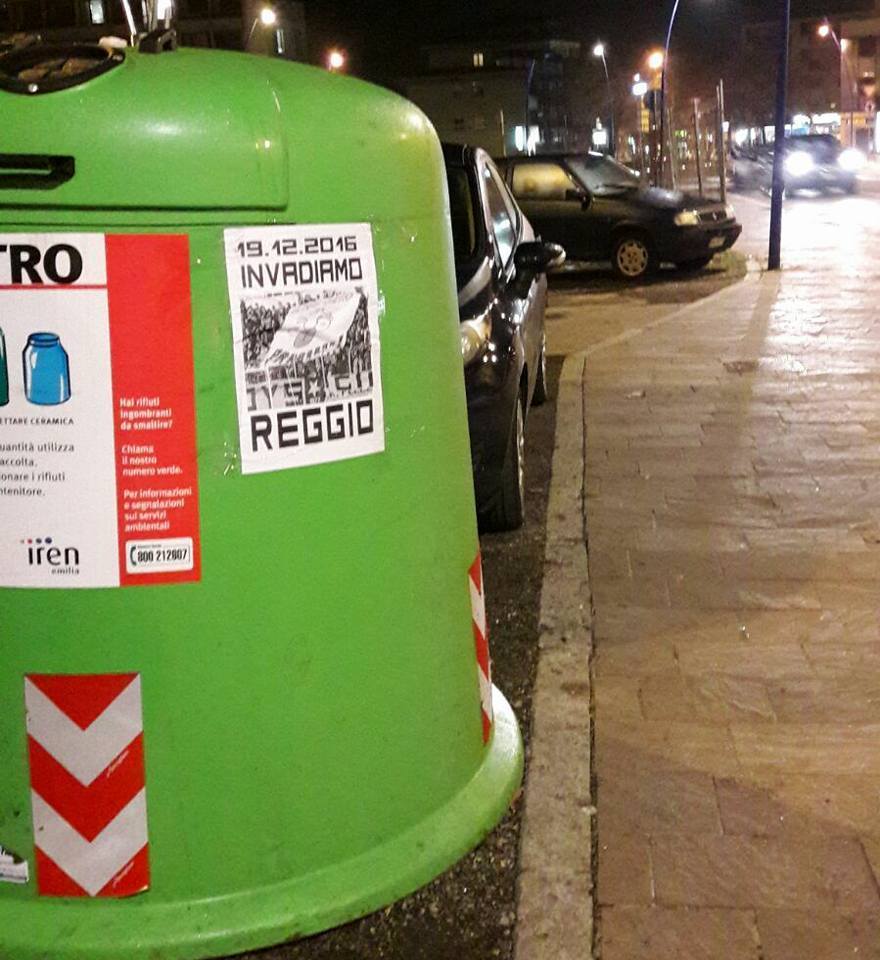 TRO
ETTARE CERAMICA
uantità utilizza
accolta.
onare i rifiuti
ntenitore.
iren
emilia
Hai rifiuti
ingombranti
da smaltire?
Chiama
il nostro
numero verde.
Per informazioni
e segnalazioni
sui servizi
ambientali
800 212607
19.12.2016
INVADIAMO
REGGIO